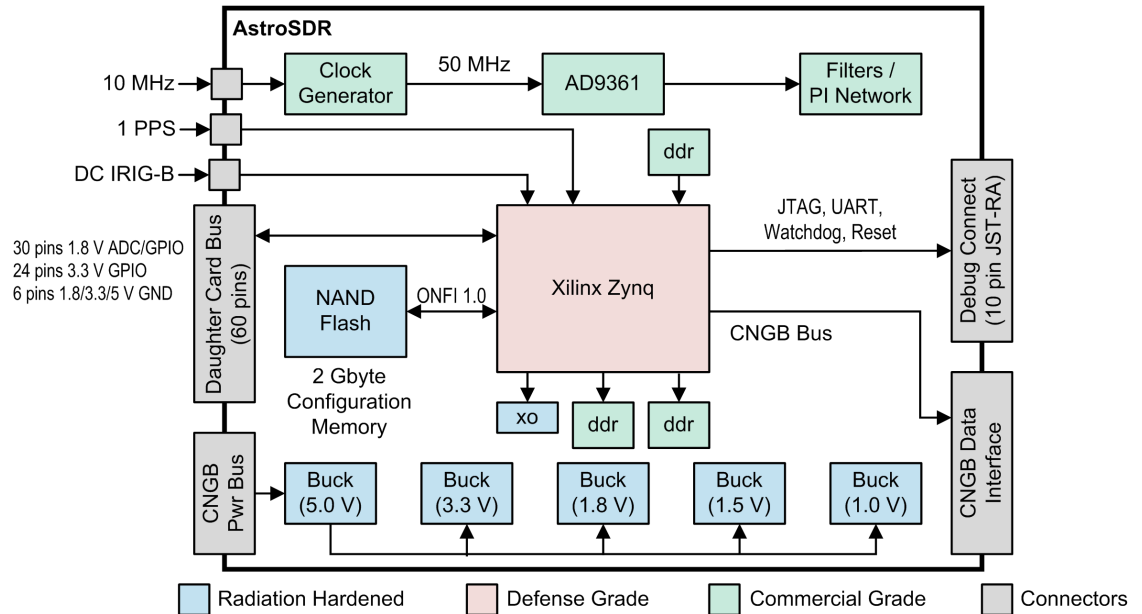 AstroSDR
10 MHz
Clock
Generator
50 MHz
AD9361
Filters /
PI Network
1 PPS
DC IRIG-B
ddr
Daughter Card Bus
(60 pins)
30 pins 1.8 V ADC/GPIO
24 pins 3.3 V GPIO
6 pins 1.8/3.3/5 V GND
NAND
Flash
ONFI 1.0
2 Gbyte
Configuration
Memory
Xilinx Zynq
JTAG, UART,
Watchdog, Reset
Debug Connect
(10 pin JST-RA)
CNGB Bus
CNGB Data
Interface
xo
ddr
ddr
CNGB
Pwr Bus
Buck
(5.0 V)
Buck
(3.3 V)
Buck
(1.8 V)
Buck
(1.5 V)
Buck
(1.0 V)
Radiation Hardened
Defense Grade
Commercial Grade
Connectors